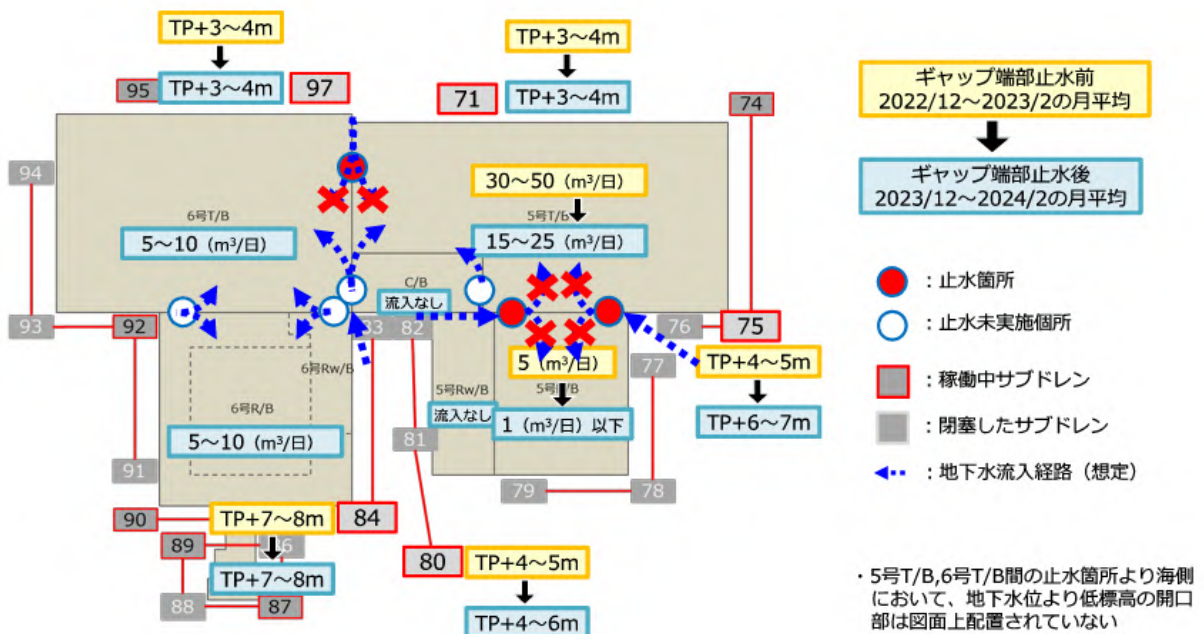 TP+3～4m
TP+3～4m
95
TP+3～4m
97
71
TP+3～4m
74
94
30～50（m³/日）
6号T/B
5号T/B
5～10（m³/日）
15～25（m³/日）
C/B
流入なし
93
92
83
82
76
75
77
TP+4～5m
5（m³/日）
6号Rw/B
5号Rw/B
6号R/B
流入なし
1（m³/日）以下
TP+6～7m
5～10（m³/日）
81
91
79
78
90
TP+7～8m
84
89
80
TP+4～5m
TP+7～8m
88
87
TP+4～6m
ギャップ端部止水前
2022/12～2023/2の月平均
ギャップ端部止水後
2023/12～2024/2の月平均
：止水箇所
：止水未実施個所
：稼働中サブドレン
：閉塞したサブドレン
：地下水流入経路（想定）
・5号T/B,6号T/B間の止水箇所より海側
において、地下水位より低標高の開口
部は図面上配置されていない